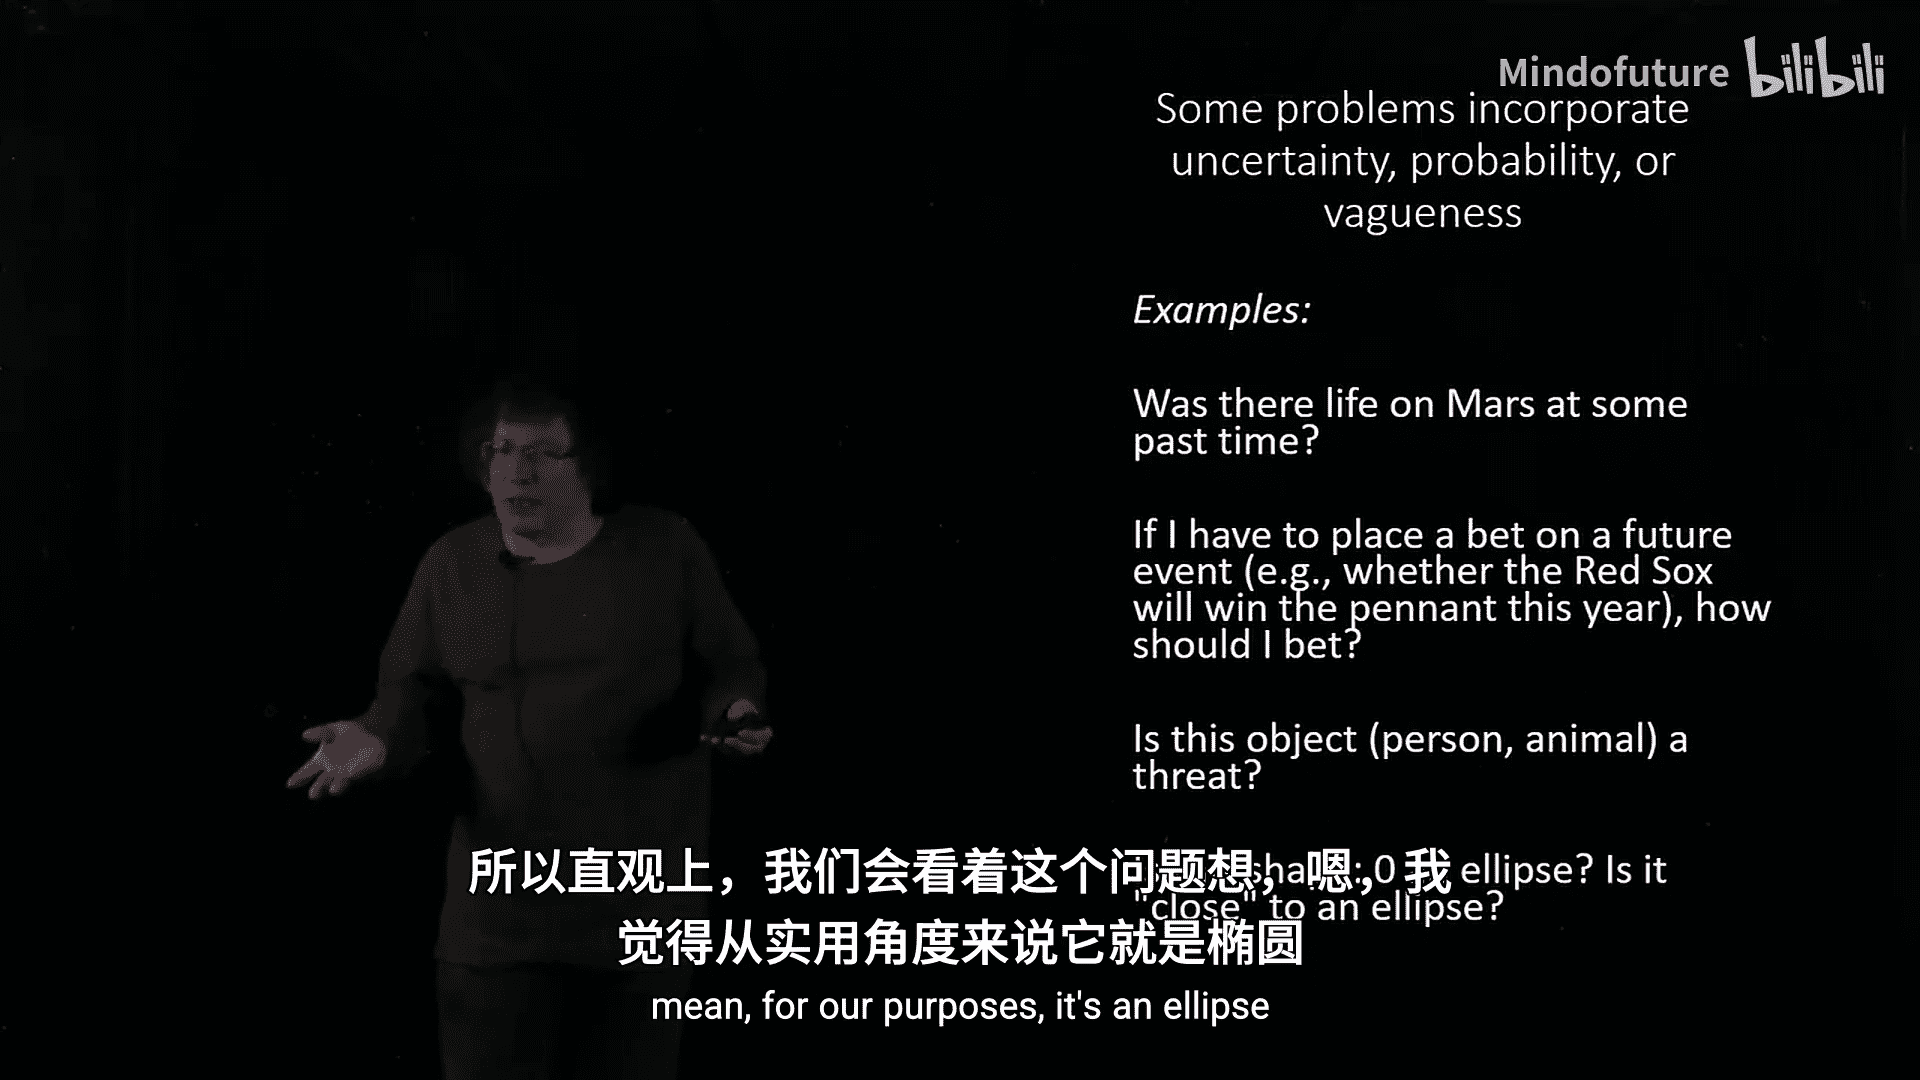 Mindofuture bilibili
Some problems incorporate
uncertainty, probability, or
vagueness
Examples:
Was there life on Mars at some
past time?
If I have to place a bet on a future
event (e.g., whether the Red Sox
will win the pennant this year), how
should I bet?
Is this object (person, animal) a
threat?
ellipse? Is it
"close" to an ellipse?
所以直观上，我们会看着这个问题想，嗯，我
觉得从实用角度来说它就是椭圆
mean, for our purposes, it's an ellipse